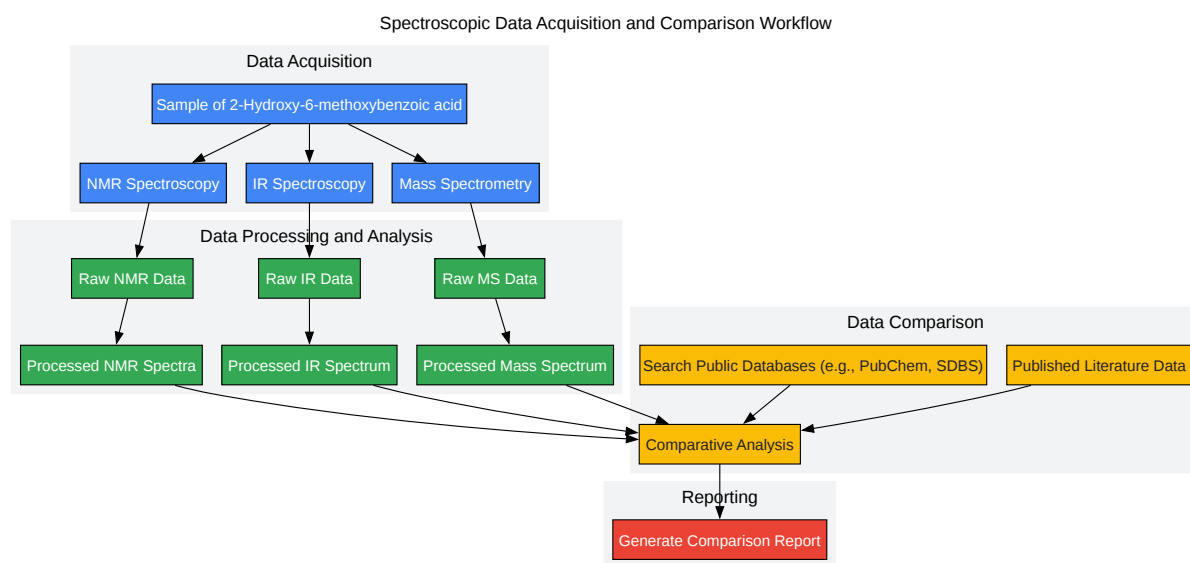 Spectroscopic Data Acquisition and Comparison Workflow
Data Acquisition
Sample of 2-Hydroxy-6-methoxybenzoic acid
NMR Spectroscopy
IR Spectroscopy
Mass Spectrometry
Data Processing and Analysis
Raw NMR Data
Raw IR Data
Raw MS Data
Processed NMR Spectra
Processed IR Spectrum
Processed Mass Spectrum
Data Comparison
Search Public Databases (e.g., PubChem, SDBS)
Published Literature Data
Comparative Analysis
Reporting
Generate Comparison Report